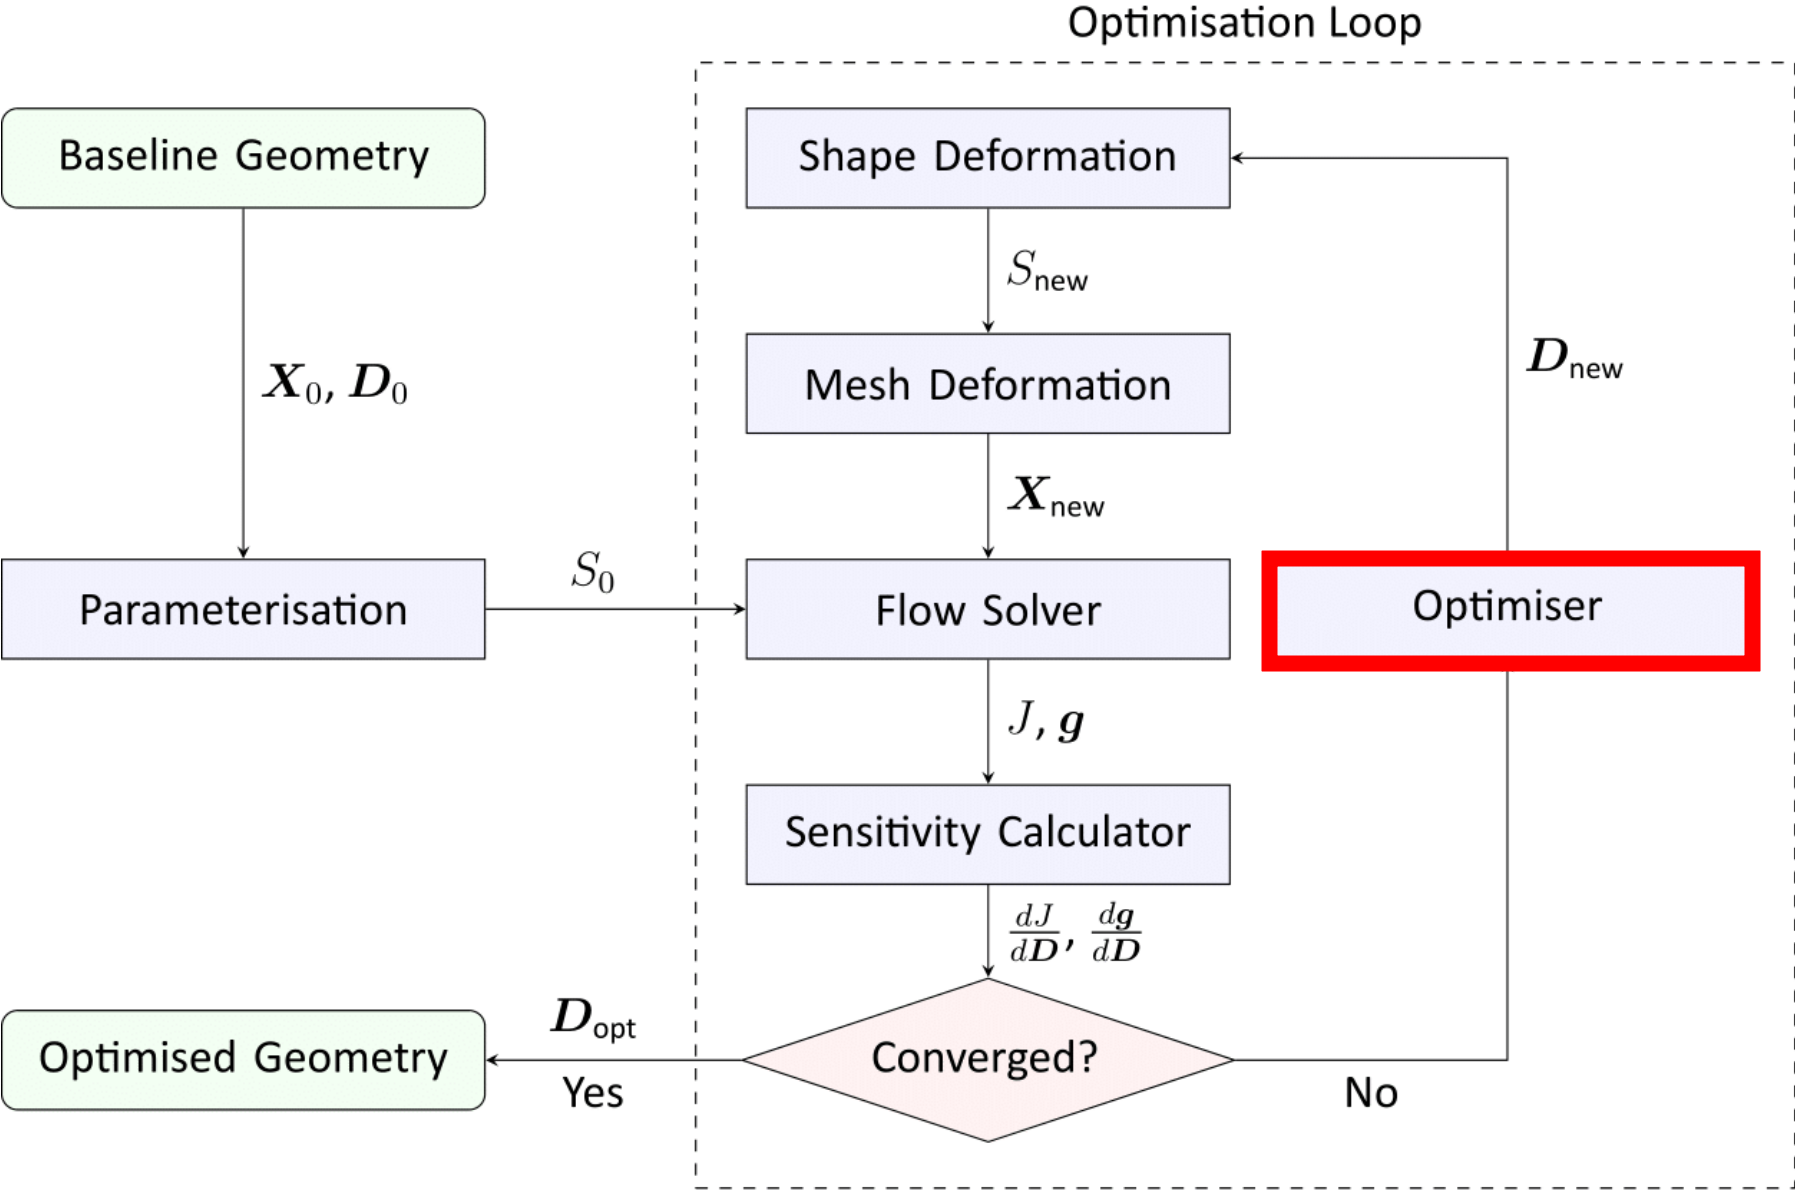 Optimisation Loop
Baseline Geometry
Shape Deformation
S_new
X_0, D_0
Mesh Deformation
D_new
X_new
Parameterisation
S_0
Flow Solver
Optimiser
J, g
Sensitivity Calculator
dJ/dD, dg/dD
Optimised Geometry
D_opt
Yes
Converged?
No